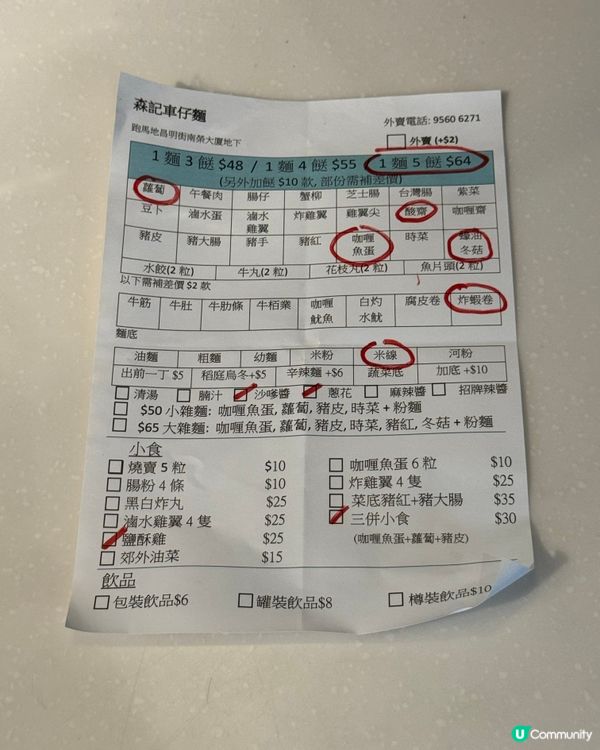 森記車仔麵
跑馬地昌明街南榮大廈地下
外賣電話: 9560 6271
外賣 (+$2)
1 麵 3 餸 $48 / 1 麵 4 餸 $55 / 1 麵 5 餸 $64
(另外加餸 $10 款, 部份需補差價)
蘿蔔 午餐肉 腸仔 蟹柳 芝士腸 台灣腸 紫菜
豆卜 滷水蛋 滷水雞翼 炸雞翼 雞翼尖 酸齋 咖喱齋
豬皮 豬大腸 豬手 豬紅 咖喱魚蛋 時菜 蠔油冬菇
水餃(2 粒) 牛丸(2 粒) 花枝丸(2 粒) 魚片頭(2 粒)
以下需補差價 $2 款
牛筋 牛肚 牛肋條 牛栢葉 咖喱魷魚 白灼水魷 腐皮卷 炸蝦卷
麵底
油麵 粗麵 幼麵 米粉 米線 河粉
出前一丁 $5 稻庭烏冬+$5 辛辣麵 +$6 蔬菜底 加底 +$10
清湯 腩汁 沙嗲醬 蔥花 麻辣醬 招牌辣醬
$50 小雜麵: 咖喱魚蛋, 蘿蔔, 豬皮, 時菜 + 粉麵
$65 大雜麵: 咖喱魚蛋, 蘿蔔, 豬皮, 時菜, 豬紅, 冬菇 + 粉麵
小食
燒賣 5 粒 $10 咖喱魚蛋 6 粒 $10
腸粉 4 條 $10 炸雞翼 4 隻 $25
黑白炸丸 $25 菜底豬紅+豬大腸 $35
滷水雞翼 4 隻 $25 三併小食 $30
鹽酥雞 $25 (咖喱魚蛋+蘿蔔+豬皮)
郊外油菜 $15
飲品
包裝飲品$6 罐裝飲品$8 樽裝飲品$10
U Community